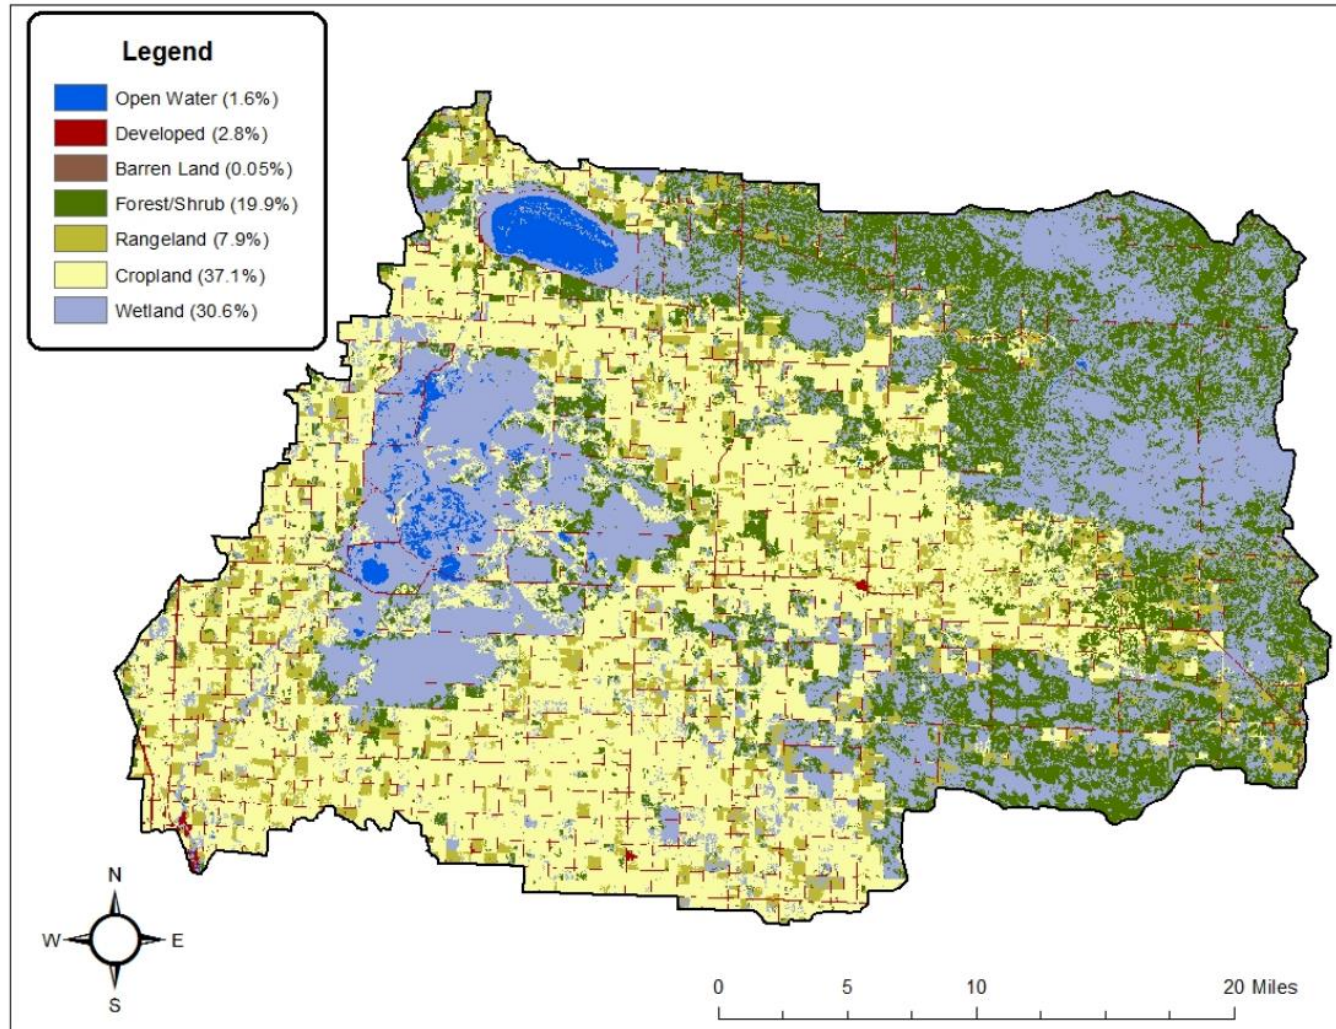 Legend
Open Water (1.6%)
Developed (2.8%)
Barren Land (0.05%)
Forest/Shrub (19.9%)
Rangeland (7.9%)
Cropland (37.1%)
Wetland (30.6%)
N
W E
S
0 5 10 20 Miles